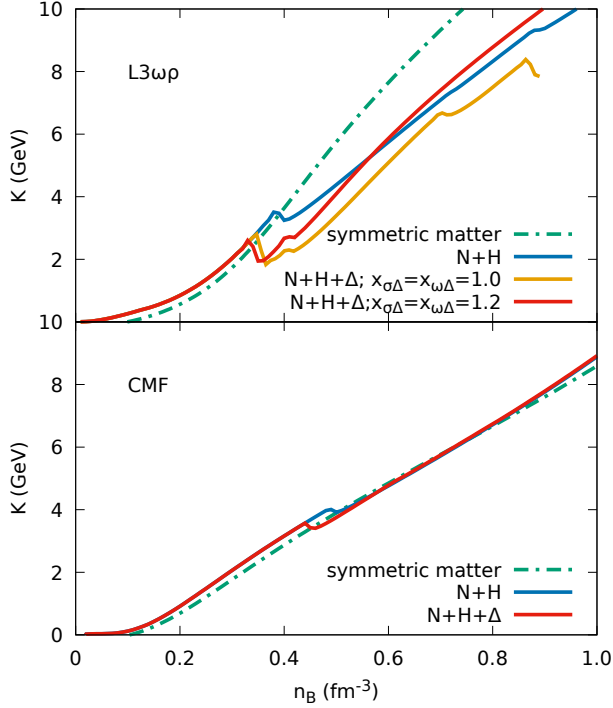 10
8
6
4
2
10
K (GeV)
L3ωρ
symmetric matter
N+H
N+H+Δ; xσΔ=xωΔ=1.0
N+H+Δ;xσΔ=xωΔ=1.2
8
6
4
2
0
K (GeV)
CMF
symmetric matter
N+H
N+H+Δ
0 0.2 0.4 0.6 0.8 1.0
nB (fm-3)